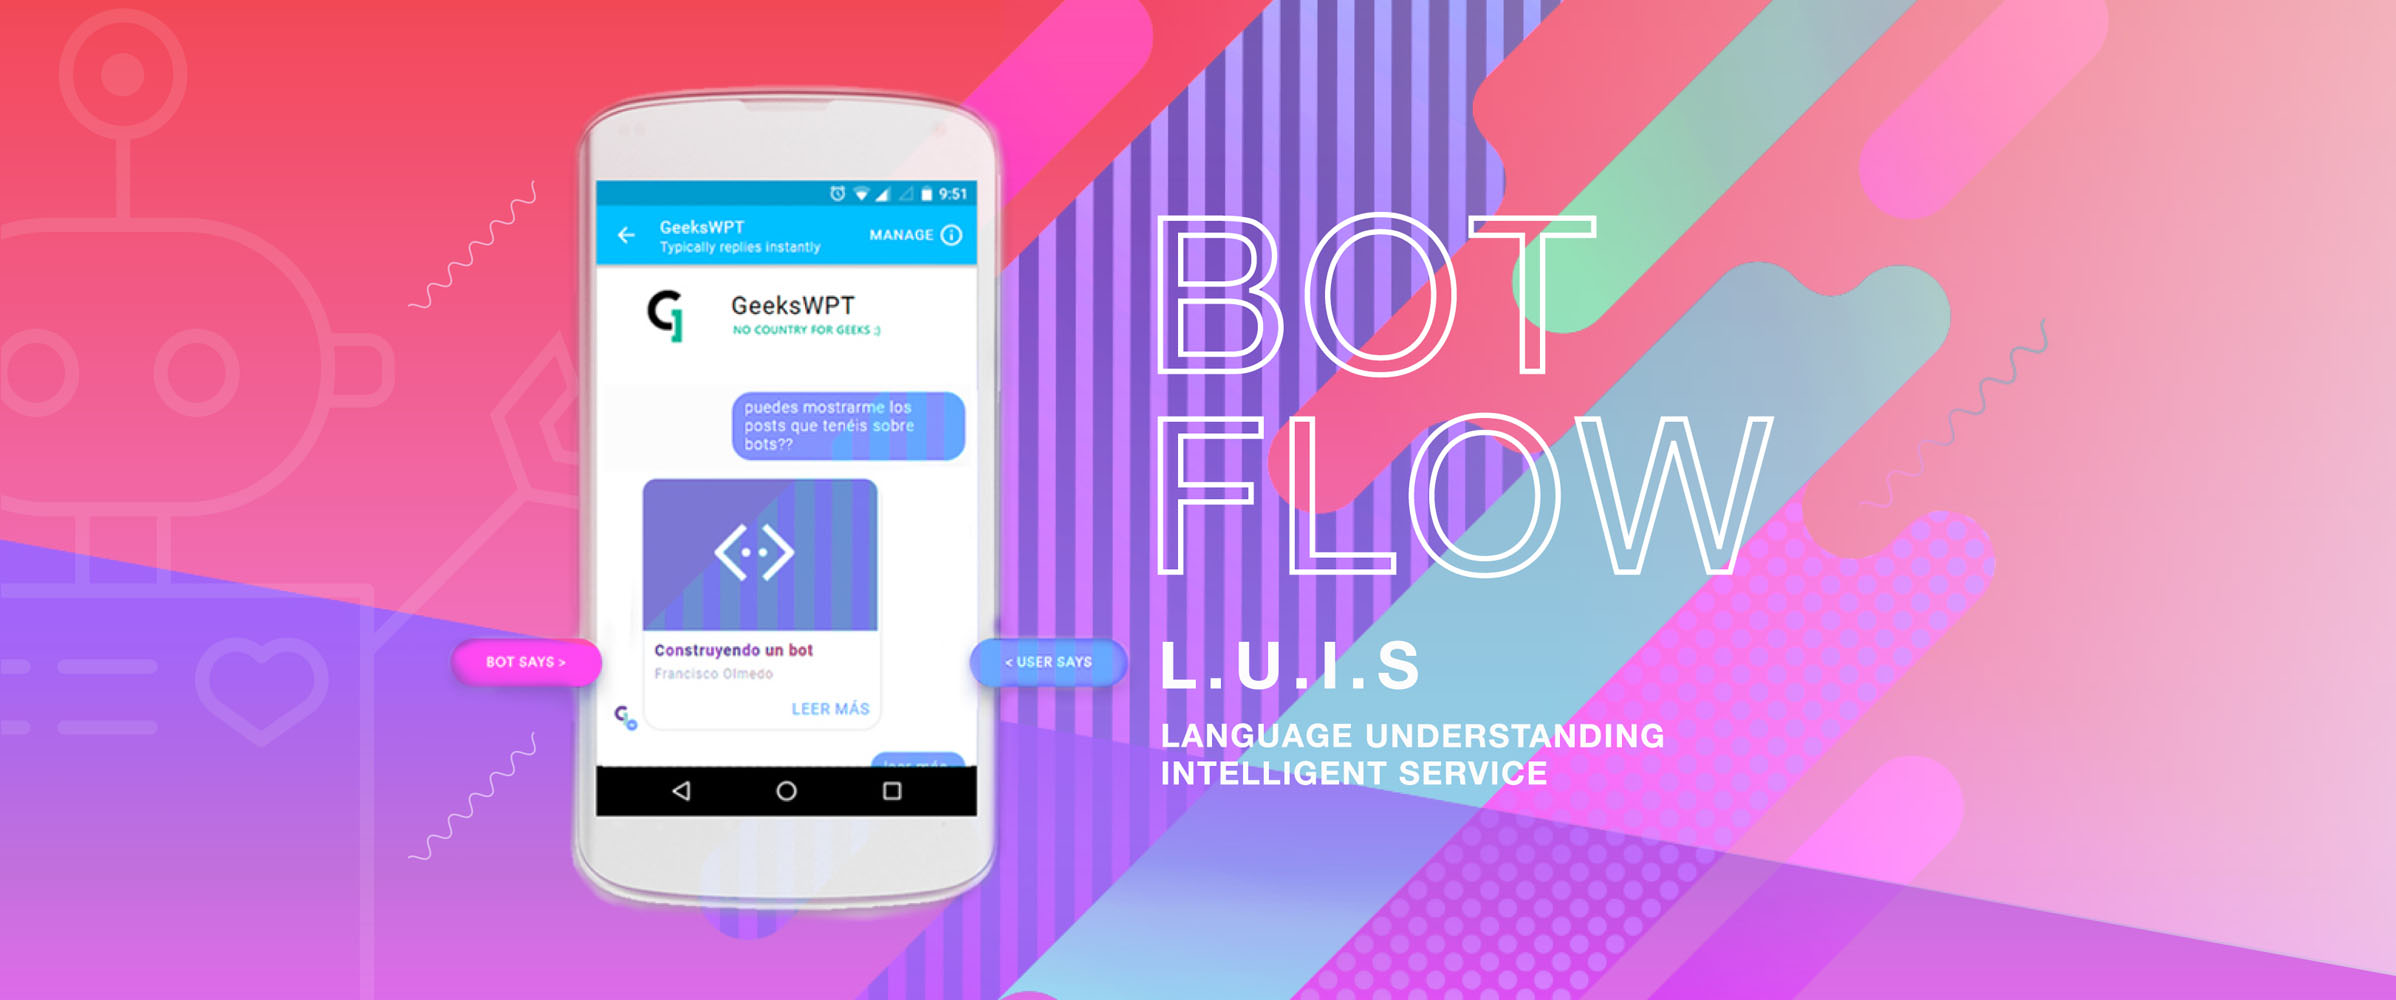 9:51
GeeksWPT
Typically replies instantly
MANAGE
GeeksWPT
NO COUNTRY FOR GEEKS ;)
puedes mostrarme los
posts que tenéis sobre
bots??
Construyendo un bot
Francisco Olmedo
LEER MÁS
BOT SAYS >
< USER SAYS
BOT
FLOW
L.U.I.S
LANGUAGE UNDERSTANDING
INTELLIGENT SERVICE